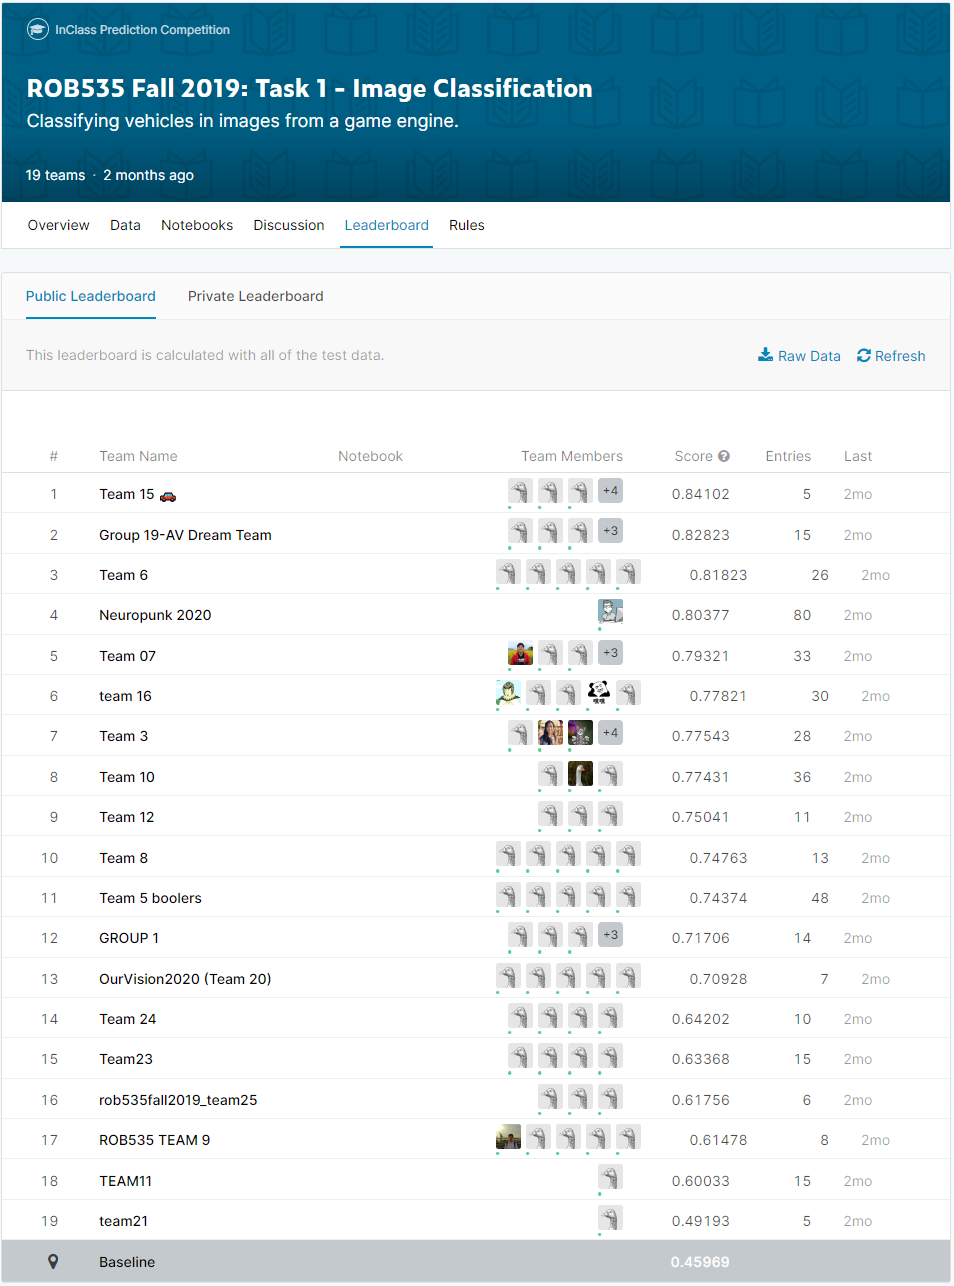 InClass Prediction Competition
ROB535 Fall 2019: Task 1 - Image Classification
Classifying vehicles in images from a game engine.
19 teams · 2 months ago
Overview Data Notebooks Discussion Leaderboard Rules
Public Leaderboard Private Leaderboard
This leaderboard is calculated with all of the test data.
Raw Data Refresh
# Team Name Notebook Team Members Score Entries Last
1 Team 15 +4 0.84102 5 2mo
2 Group 19-AV Dream Team +3 0.82823 15 2mo
3 Team 6 0.81823 26 2mo
4 Neuropunk 2020 0.80377 80 2mo
5 Team 07 +3 0.79321 33 2mo
6 team 16 0.77821 30 2mo
7 Team 3 +4 0.77543 28 2mo
8 Team 10 0.77431 36 2mo
9 Team 12 0.75041 11 2mo
10 Team 8 0.74763 13 2mo
11 Team 5 boolers 0.74374 48 2mo
12 GROUP 1 +3 0.71706 14 2mo
13 OurVision2020 (Team 20) 0.70928 7 2mo
14 Team 24 0.64202 10 2mo
15 Team23 0.63368 15 2mo
16 rob535fall2019_team25 0.61756 6 2mo
17 ROB535 TEAM 9 0.61478 8 2mo
18 TEAM11 0.60033 15 2mo
19 team21 0.49193 5 2mo
Baseline 0.45969